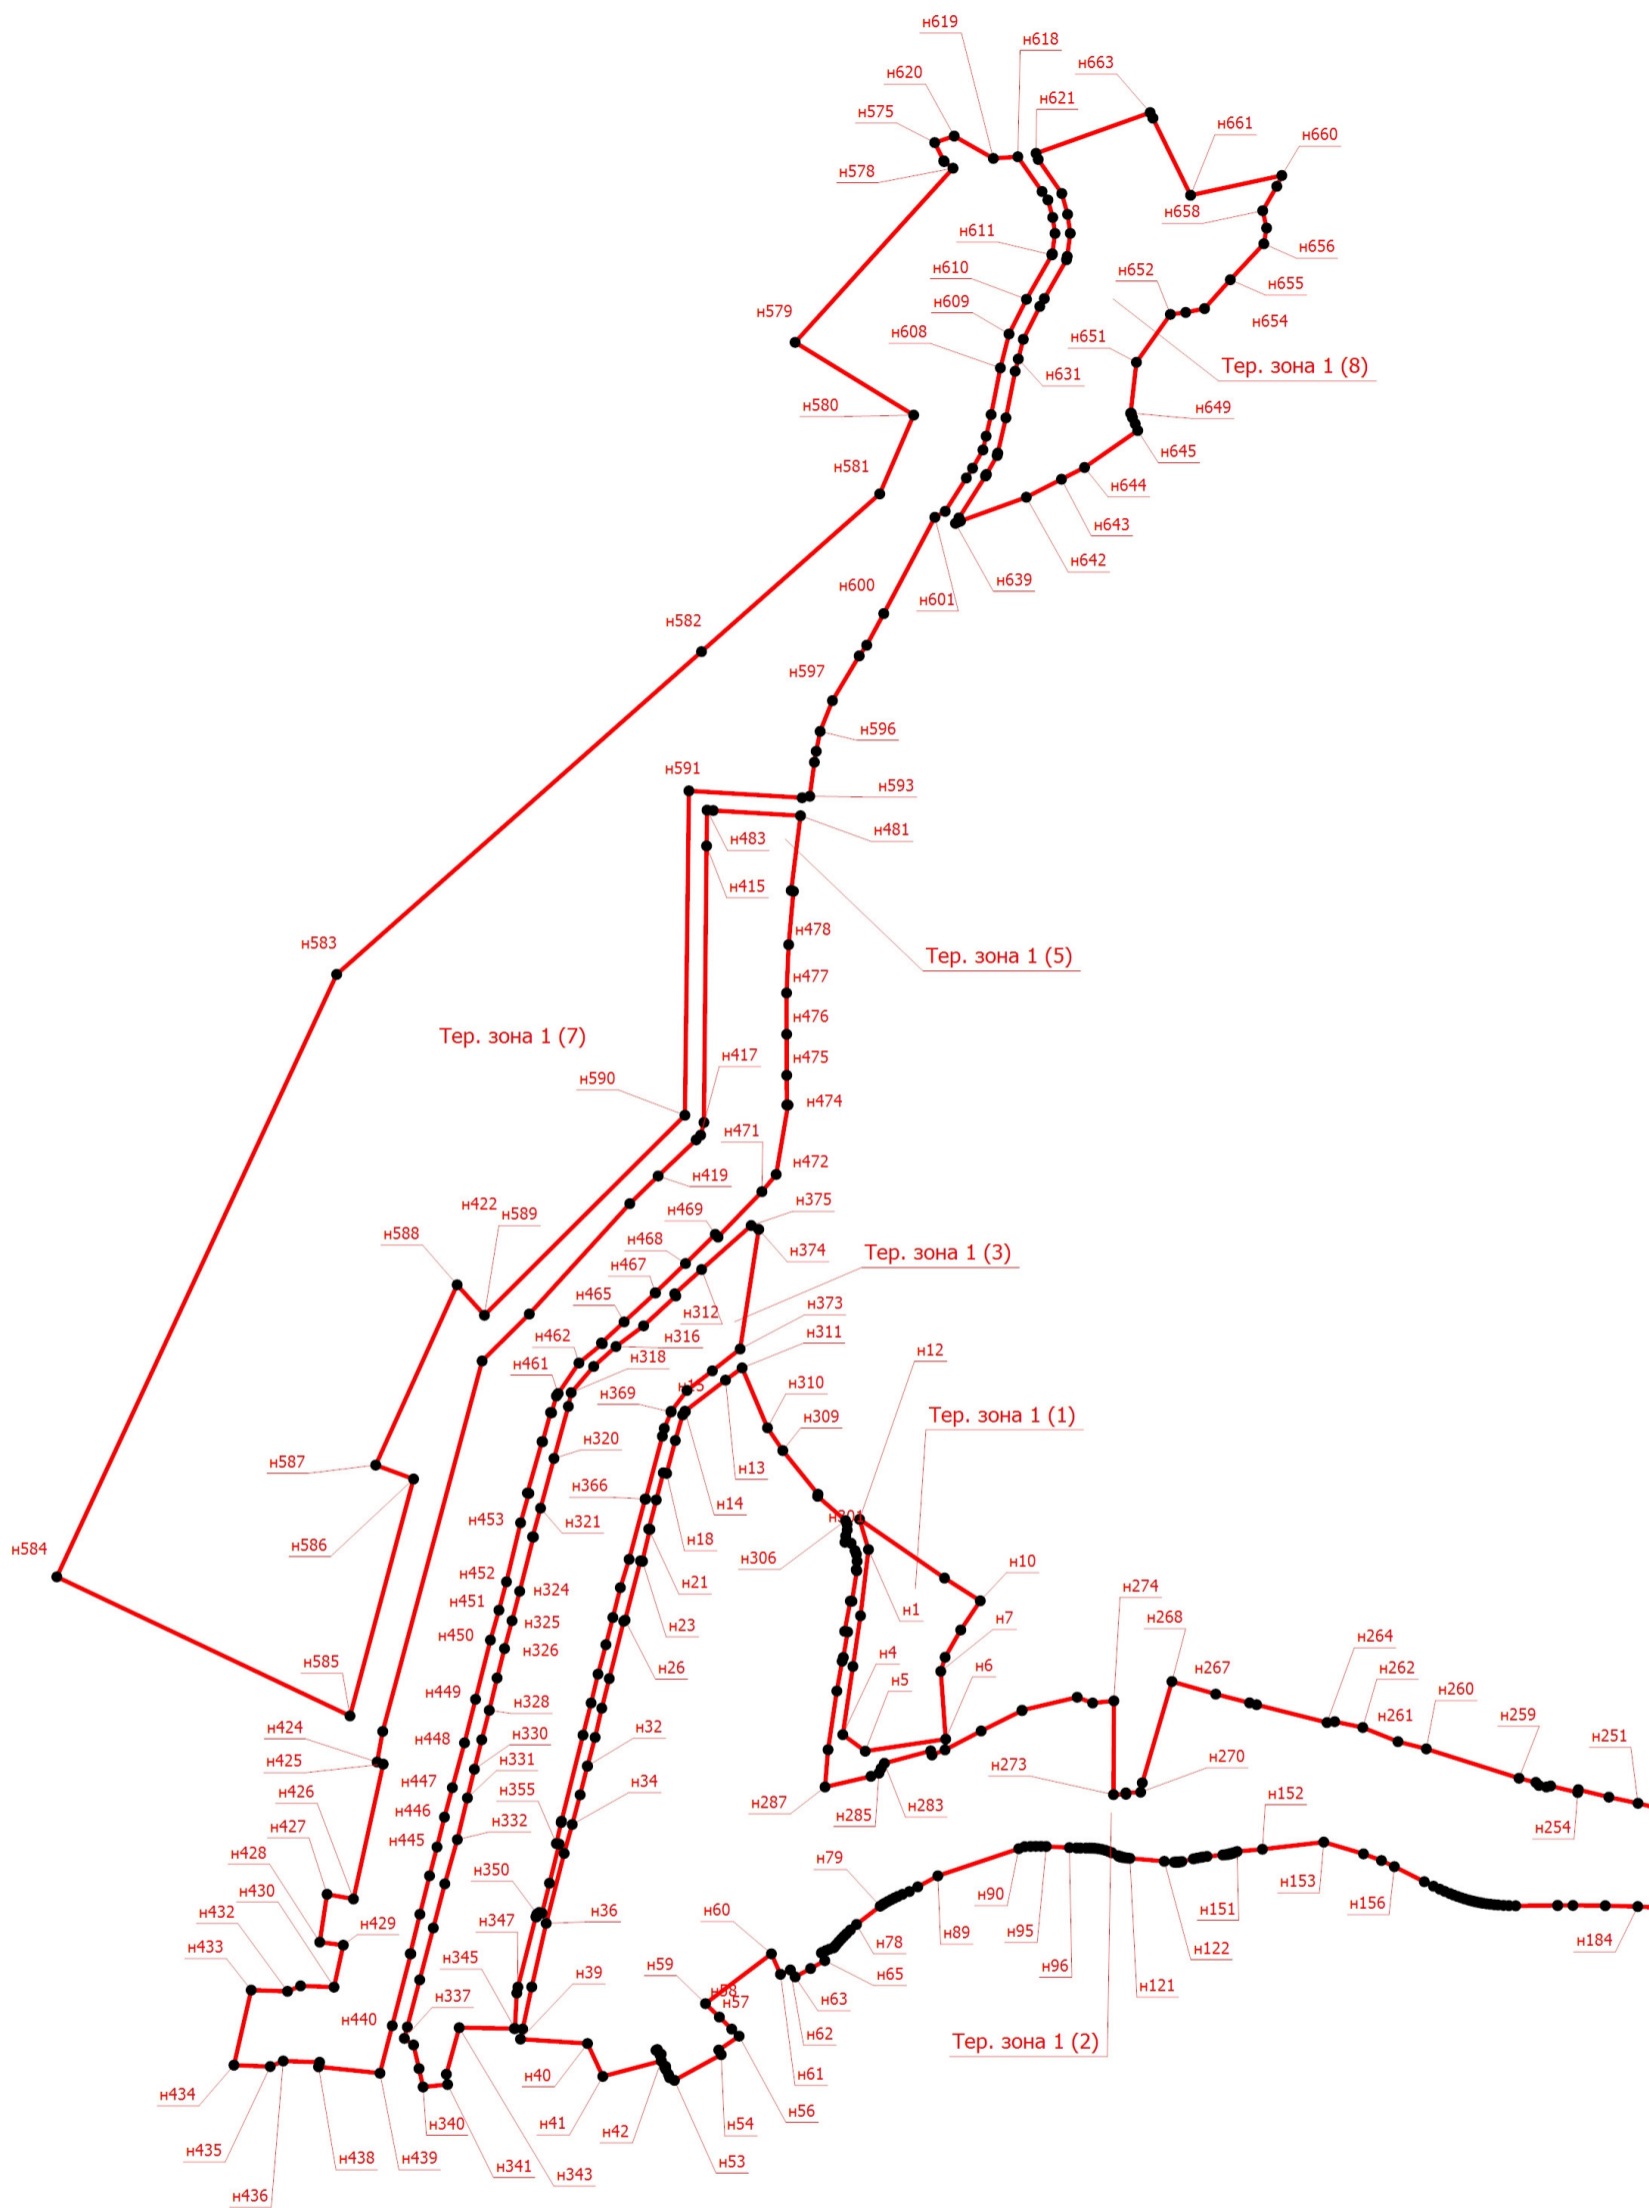 н619
н618
н620
н663
н575
н621
н661
н660
н578
н658
н611
н656
н652
н610
н655
н609
н654
н579
н651
н608
Тер. зона 1 (8)
н631
н649
н580
н645
н581
н644
н643
н642
н639
н600
н601
н582
н597
н596
н591
н593
н481
н483
н415
н478
н583
Тер. зона 1 (5)
н477
н476
Тер. зона 1 (7)
н417
н475
н590
н474
н471
н472
н419
н422
н589
н375
н469
н588
н468
н374
Тер. зона 1 (3)
н467
н465
н373
н312
н462
н316
н311
н12
н461
н318
н15
н369
н310
Тер. зона 1 (1)
н309
н320
н587
н13
н366
н14
н301
н453
н321
н586
н306
н18
н584
н10
н452
н324
н21
н274
н451
н325
н1
н7
н268
н450
н326
н23
н4
н264
н585
н5
н6
н267
н262
н449
н26
н328
н260
н424
н448
н330
н32
н261
н259
н251
н425
н331
н273
н270
н426
н447
н355
н34
н287
н285
н283
н254
н446
н152
н427
н445
н332
н428
н350
н79
н430
н90
н153
н151
н432
н429
н347
н36
н60
н78
н89
н95
н156
н184
н433
н345
н39
н59
н65
н96
н122
н58
н121
н57
н63
н440
н337
н62
Тер. зона 1 (2)
н40
н61
н434
н41
н42
н54
н56
н340
н435
н438
н439
н341
н343
н53
н436